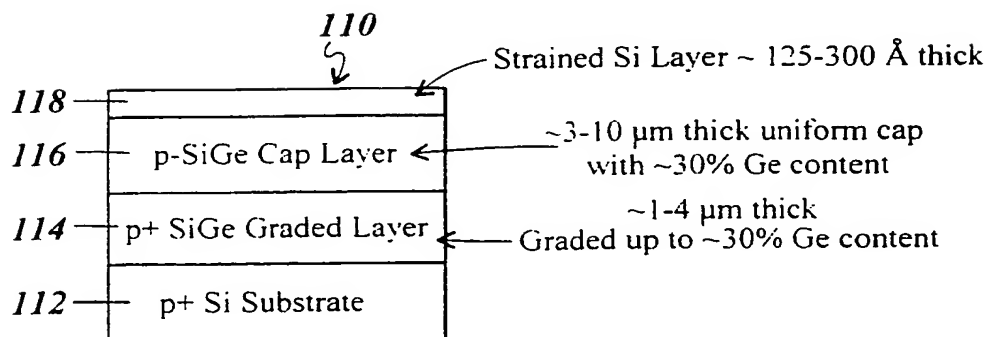 110
Strained Si Layer ~ 125-300 Å thick
118
116
p-SiGe Cap Layer
~3-10 μm thick uniform cap
with ~30% Ge content
114
p+ SiGe Graded Layer
~1-4 μm thick
Graded up to ~30% Ge content
112
p+ Si Substrate